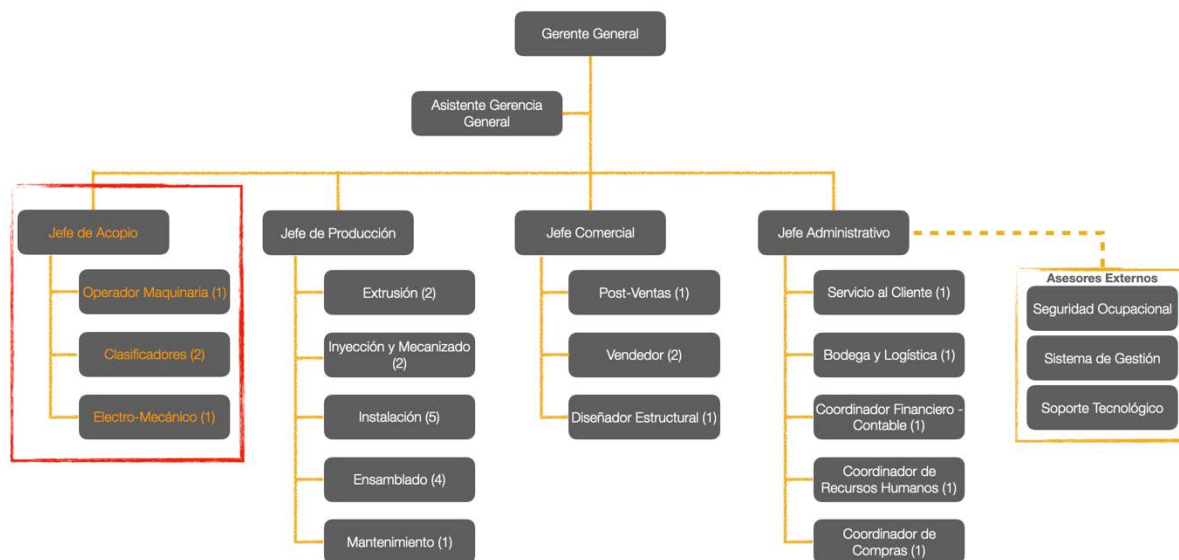 Gerente General
Asistente Gerencia
General
Jefe de Acopio
Operador Maquinaria (1)
Clasificadores (2)
Electro-Mecánico (1)
Jefe de Producción
Extrusión (2)
Inyección y Mecanizado
(2)
Instalación (5)
Ensamblado (4)
Mantenimiento (1)
Jefe Comercial
Post-Ventas (1)
Vendedor (2)
Diseñador Estructural (1)
Jefe Administrativo
Servicio al Cliente (1)
Bodega y Logística (1)
Coordinador Financiero -
Contable (1)
Coordinador de
Recursos Humanos (1)
Coordinador de
Compras (1)
Asesores Externos
Seguridad Ocupacional
Sistema de Gestión
Soporte Tecnológico